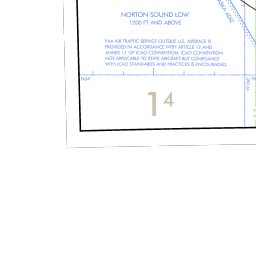 NORTON SOUND LOW
1200 FT AND ABOVE
FAA AIR TRAFFIC SERVICE OUTSIDE U.S. AIRSPACE IS
PROVIDED IN ACCORDANCE WITH ARTICLE 12 AND
ANNEX 11 OF ICAO CONVENTION. ICAO CONVENTION
NOT APPLICABLE TO STATE AIRCRAFT BUT COMPLIANCE
WITH ICAO STANDARDS AND PRACTICES IS ENCOURAGED.
N64°
14